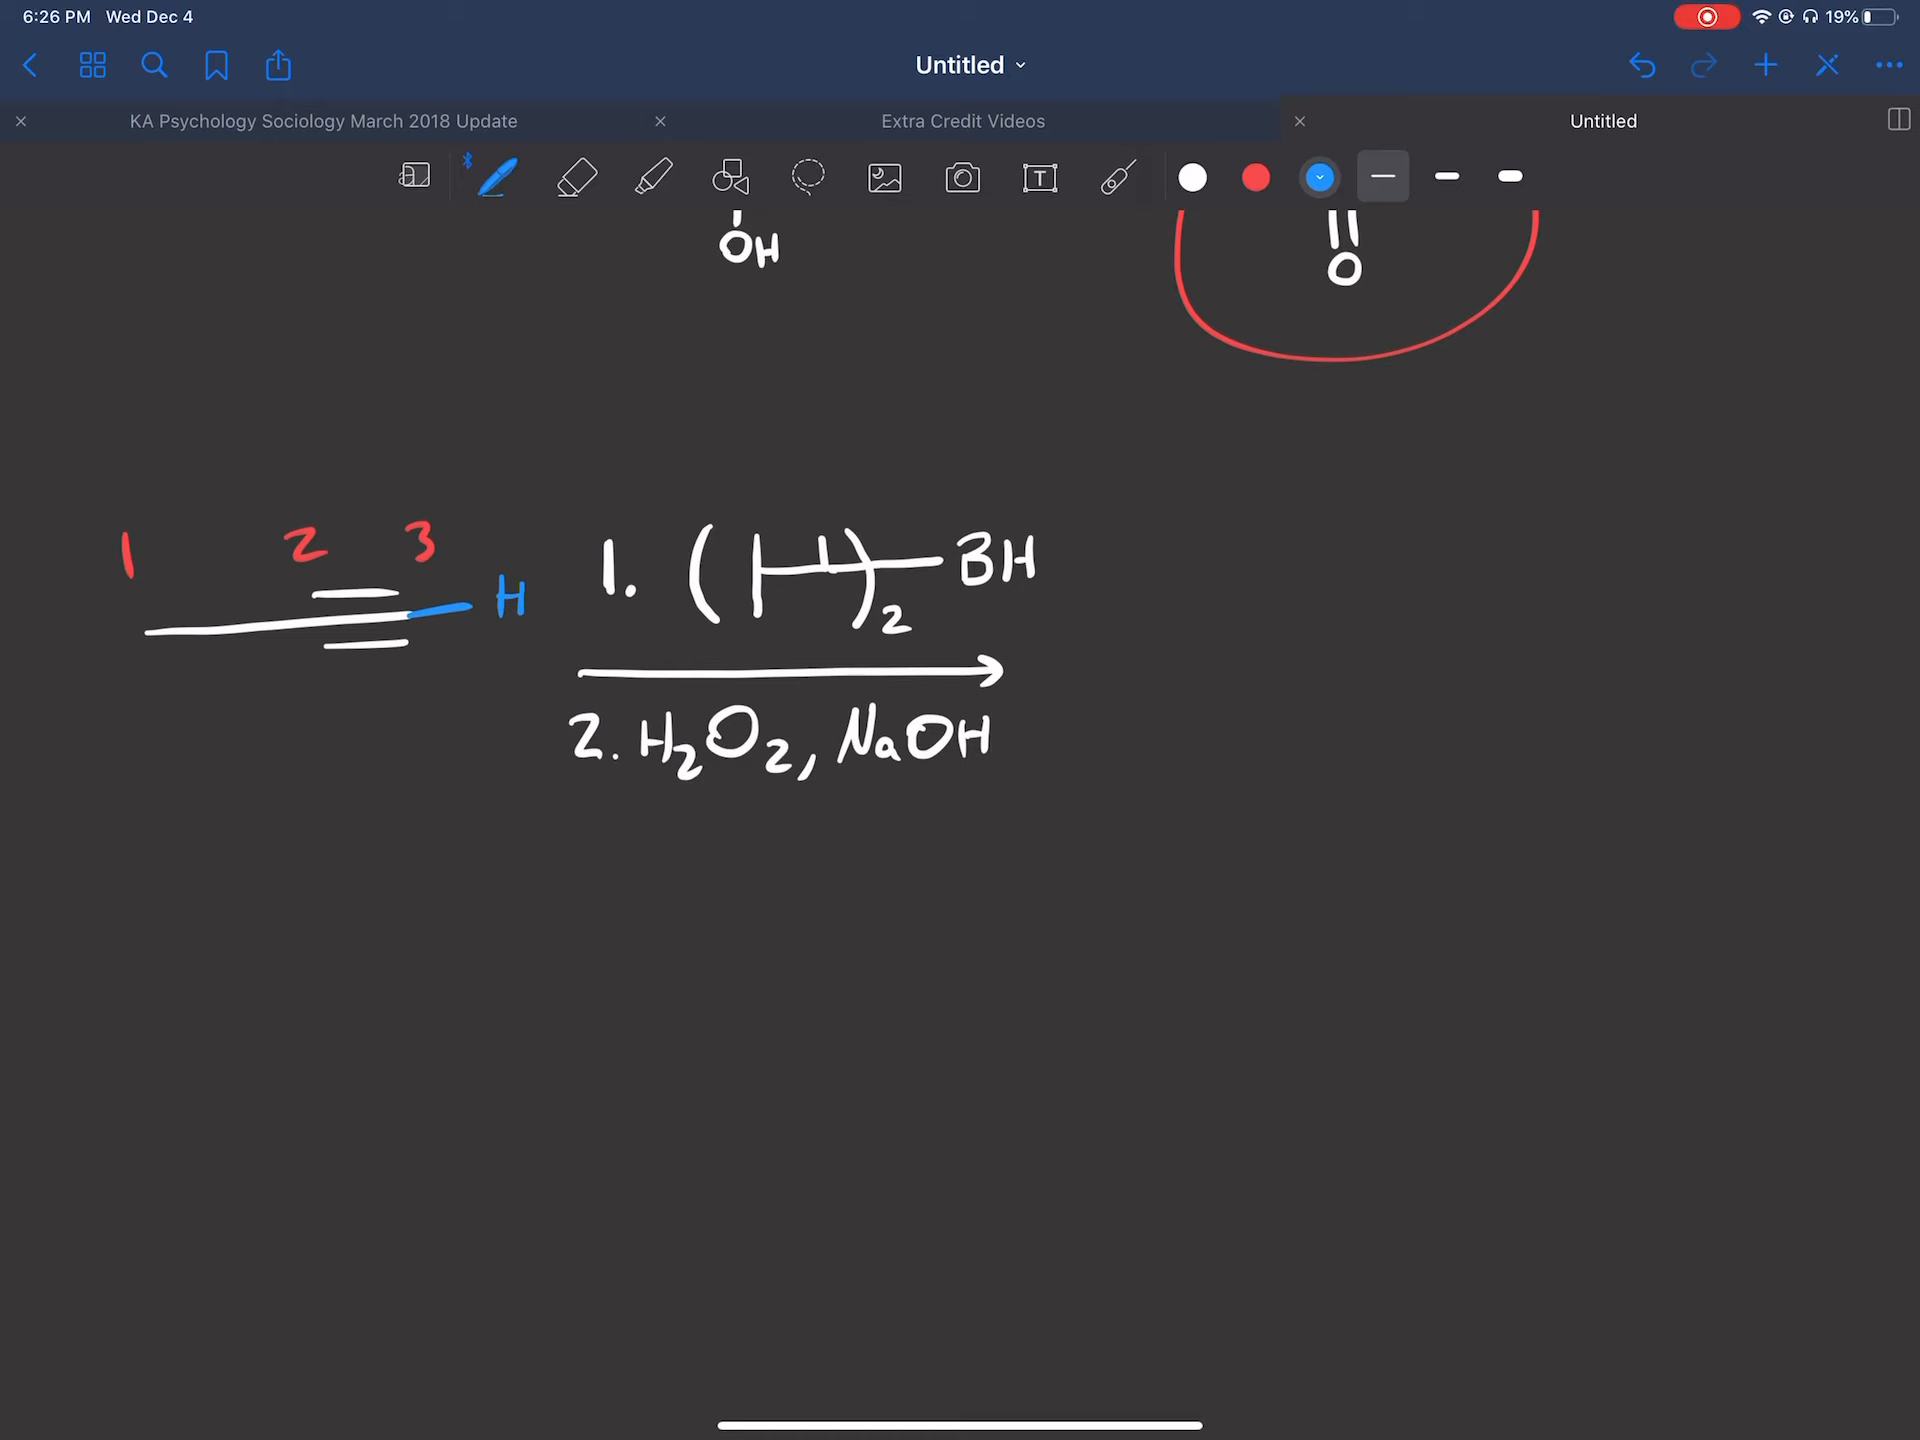 6:26 PM Wed Dec 4
19%
Untitled
KA Psychology Sociology March 2018 Update
Extra Credit Videos
Untitled
T
OH
O
1 2 3
H
1. ( )2 BH
2. H2O2, NaOH